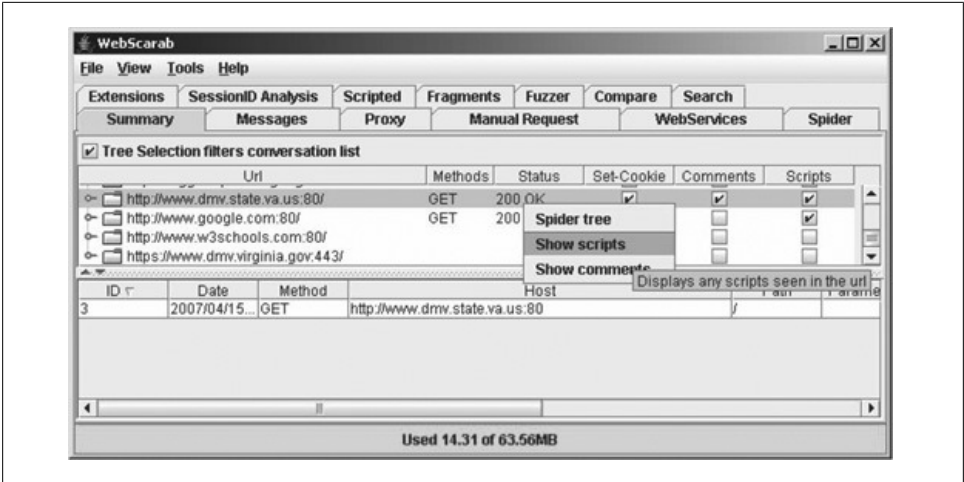 WebScarab
File View Tools Help
Extensions SessionID Analysis Scripted Fragments Fuzzer Compare Search
Summary Messages Proxy Manual Request WebServices Spider
Tree Selection filters conversation list
Url Methods Status Set-Cookie Comments Scripts
http://www.dmv.state.va.us:80/ GET 200 OK
http://www.google.com:80/ GET 200
http://www.w3schools.com:80/
https://www.dmv.virginia.gov:443/
Spider tree
Show scripts
Show comments
Displays any scripts seen in the url
ID Date Method Host
3 2007/04/15... GET http://www.dmv.state.va.us:80 /
Used 14.31 of 63.56MB